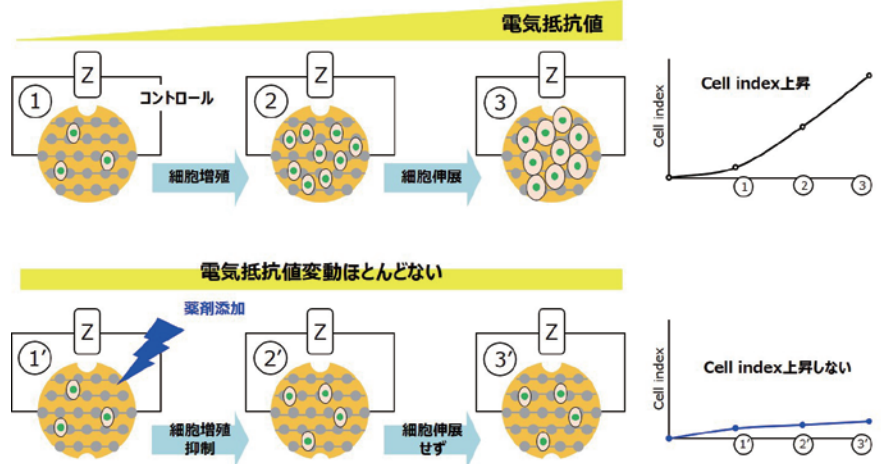 電気抵抗値
Z
Z
Z
1
コントロール
2
3
細胞増殖
細胞伸展
Cell index上昇
Cell index
1
2
3
電気抵抗値変動ほとんどない
薬剤添加
Z
Z
Z
1’
2’
3’
細胞増殖
抑制
細胞伸展
せず
Cell index上昇しない
Cell index
1’
2’
3’